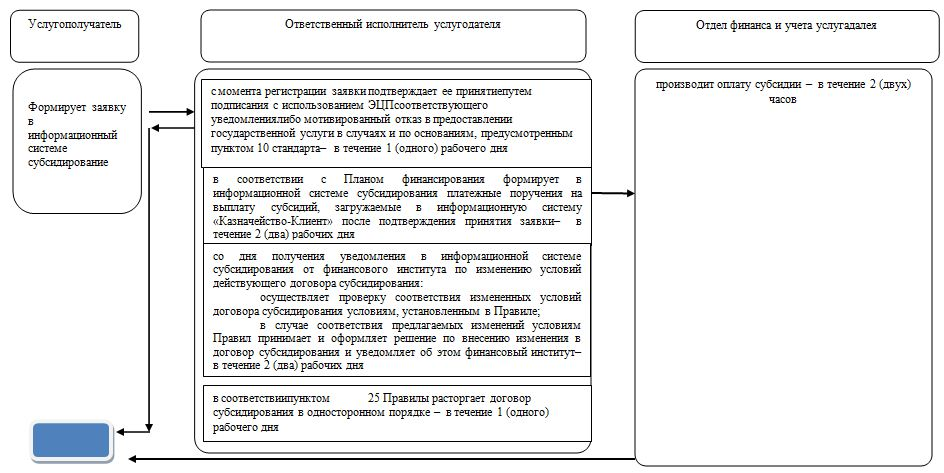 Услугополучатель
Ответственный исполнитель услугодателя
Отдел финанса и учета услугадалея
Формирует заявку
в
информационный
системе
субсидирование
с момента регистрации заявки подтверждает ее принятиепутем
подписания с использованием ЭЦПсоответствующего
уведомлениялибо мотивированный отказ в предоставлении
государственной услуги в случаях и по основаниям, предусмотренным
пунктом 10 стандарта– в течение 1 (одного) рабочего дня
в соответствии с Планом финансирования формирует в
информационной системе субсидирования платежные поручения на
выплату субсидий, загружаемые в информационную систему
«Казначейство-Клиент» после подтверждения принятия заявки– в
течение 2 (два) рабочих дня
со дня получения уведомления в информационной системе
субсидирования от финансового института по изменению условий
действующего договора субсидирования:
осуществляет проверку соответствия измененных условий
договора субсидирования условиям, установленным в Правиле;
в случае соответствия предлагаемых изменений условиям
Правил принимает и оформляет решение по внесению изменения в
договор субсидирования и уведомляет об этом финансовый институт–
в течение 2 (два) рабочих дня
в соответствиипунктом 25 Правилы расторгает договор
субсидирования в одностороннoм порядке – в течение 1 (одного)
рабочего дня
производит оплату субсидии – в течение 2 (двух)
часов